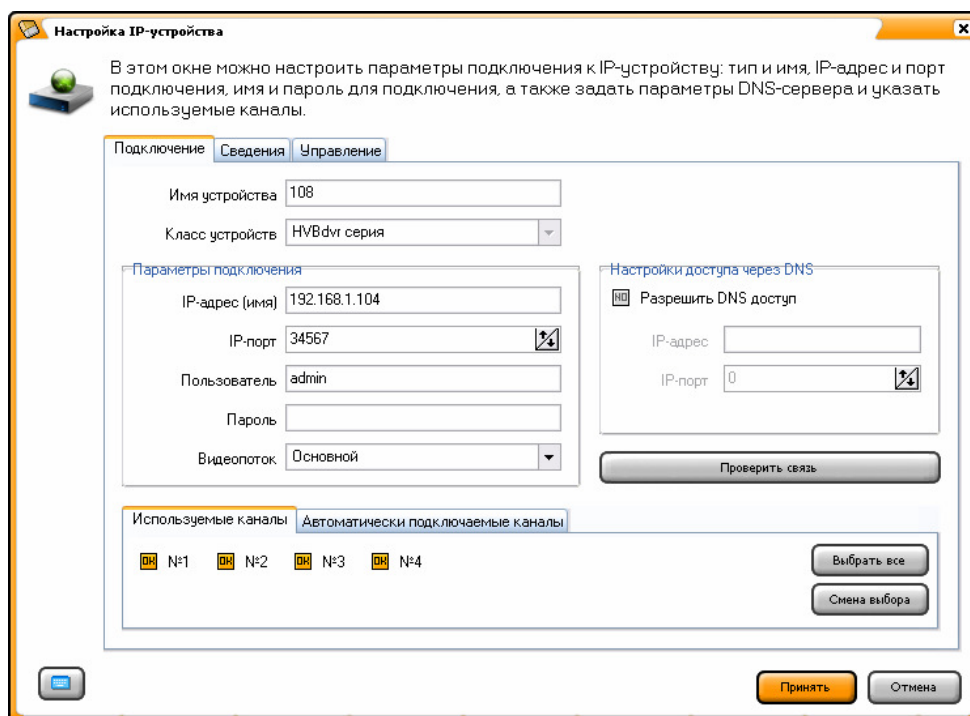 Настройка IP-устройства
В этом окне можно настроить параметры подключения к IP-устройству: тип и имя, IP-адрес и порт
подключения, имя и пароль для подключения, а также задать параметры DNS-сервера и указать
используемые каналы.
Подключение Сведения Управление
Имя устройства 108
Класс устройств HVBdvr серия
Параметры подключения
IP-адрес (имя) 192.168.1.104
IP-порт 34567
Пользователь admin
Пароль
Видеопоток Основной
Настройки доступа через DNS
NO Разрешить DNS доступ
IP-адрес
IP-порт 0
Проверить связь
Используемые каналы Автоматически подключаемые каналы
ОК №1 ОК №2 ОК №3 ОК №4
Выбрать все
Смена выбора
Принять Отмена